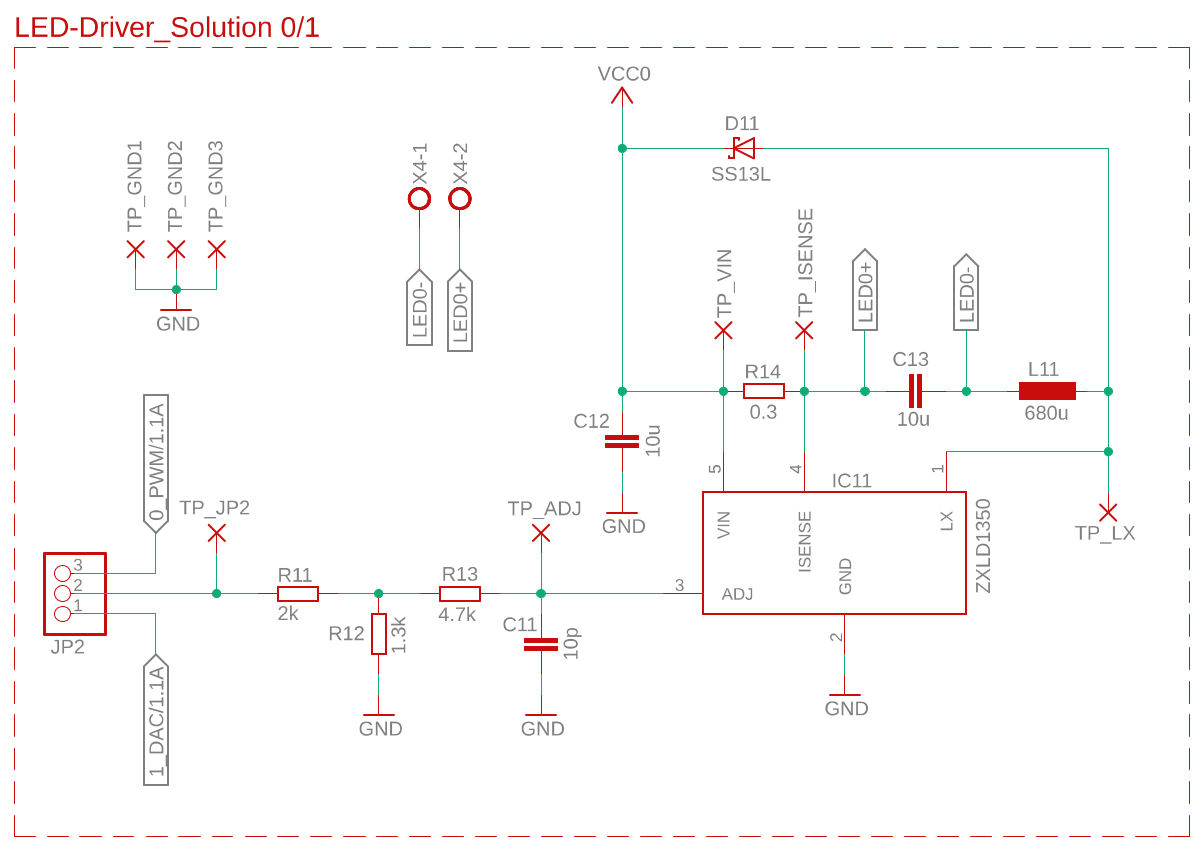 LED-Driver_Solution 0/1
VCC0
D11
SS13L
TP_GND1
TP_GND2
TP_GND3
GND
X4-1
X4-2
LED0-
LED0+
TP_VIN
TP_ISENSE
LED0+
LED0-
R14
0.3
C13
10u
L11
680u
C12
10u
GND
5
4
1
IC11
VIN
ISENSE
LX
GND
ADJ
ZXLD1350
TP_LX
3
2
GND
0_PWM/1.1A
TP_JP2
TP_ADJ
3
2
1
JP2
R11
2k
R12
1.3k
GND
R13
4.7k
C11
10p
GND
1_DAC/1.1A